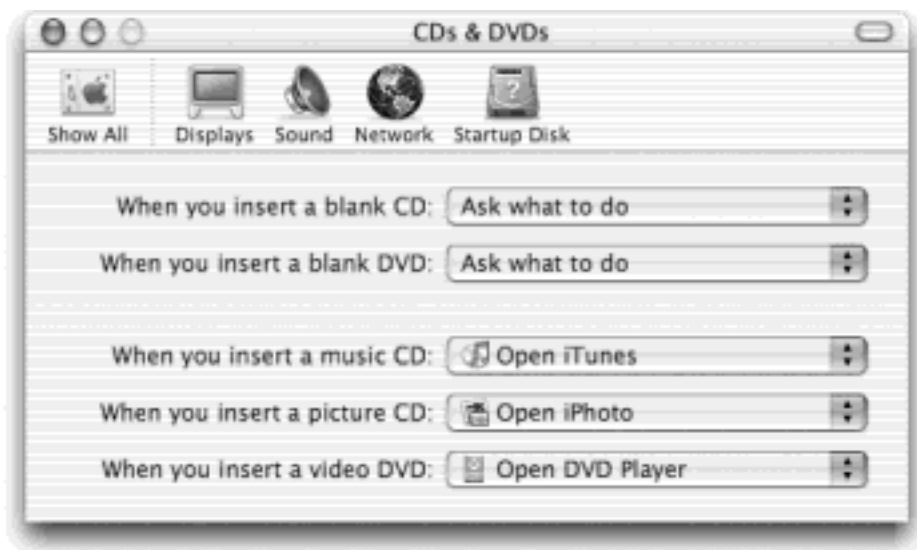 CDs & DVDs
Show All Displays Sound Network Startup Disk
When you insert a blank CD: Ask what to do
When you insert a blank DVD: Ask what to do
When you insert a music CD: Open iTunes
When you insert a picture CD: Open iPhoto
When you insert a video DVD: Open DVD Player